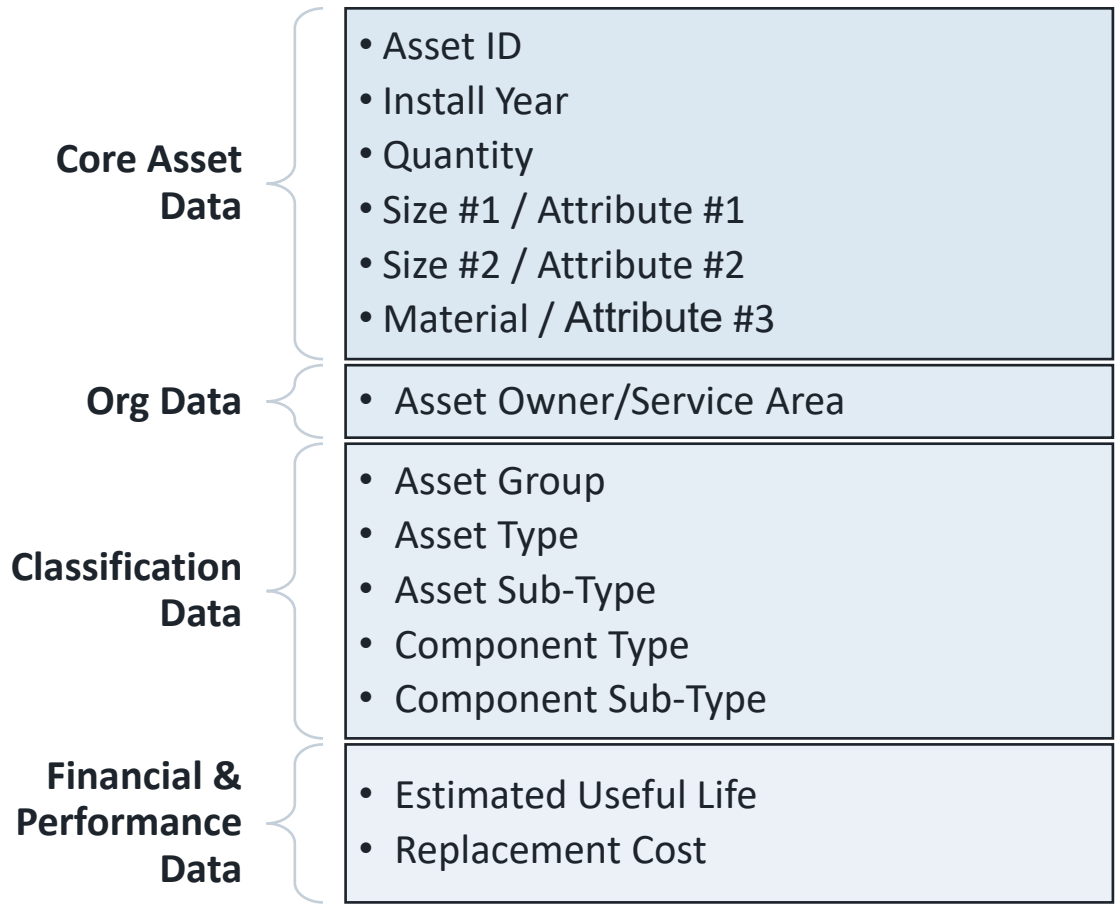 Core Asset
Data
• Asset ID
• Install Year
• Quantity
• Size #1 / Attribute #1
• Size #2 / Attribute #2
• Material / Attribute #3
Org Data
• Asset Owner/Service Area
Classification
Data
• Asset Group
• Asset Type
• Asset Sub-Type
• Component Type
• Component Sub-Type
Financial &
Performance
Data
• Estimated Useful Life
• Replacement Cost